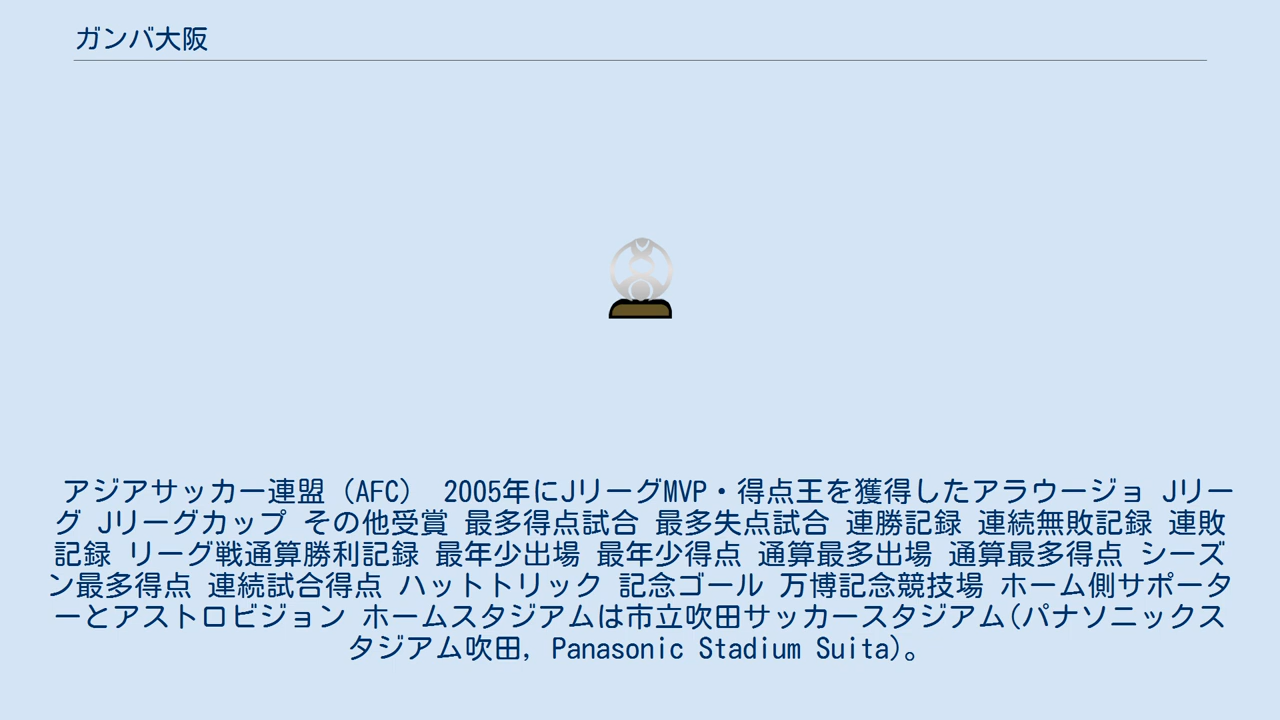 ガンバ大阪
アジアサッカー連盟（AFC） 2005年にJリーグMVP・得点王を獲得したアラウージョ Jリー
グ Jリーグカップ その他受賞 最多得点試合 最多失点試合 連勝記録 連続無敗記録 連敗
記録 リーグ戦通算勝利記録 最年少出場 最年少得点 通算最多出場 通算最多得点 シーズ
ン最多得点 連続試合得点 ハットトリック 記念ゴール 万博記念競技場 ホーム側サポータ
ーとアストロビジョン ホームスタジアムは市立吹田サッカースタジアム(パナソニックス
タジアム吹田, Panasonic Stadium Suita)。